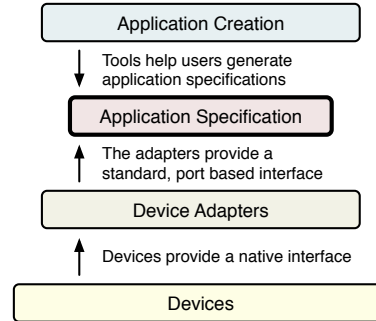 Application Creation
Tools help users generate
application specifications
Application Specification
The adapters provide a
standard, port based interface
Device Adapters
Devices provide a native interface
Devices